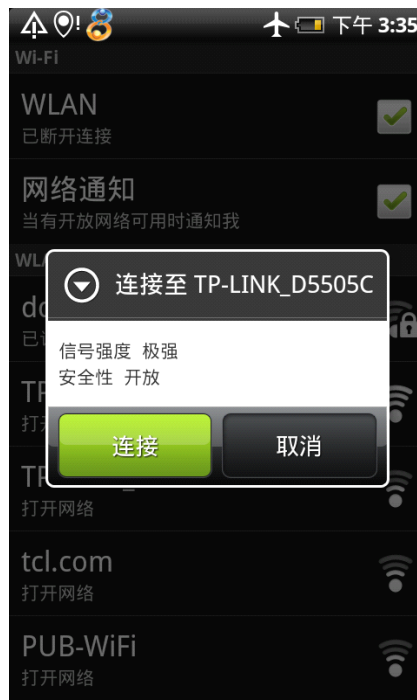 下午 3:35
Wi-Fi
WLAN
已断开连接
网络通知
当有开放网络可用时通知我
连接至 TP-LINK_D5505C
信号强度 极强
安全性 开放
连接 取消
打开网络
tcl.com
打开网络
PUB-WiFi
打开网络